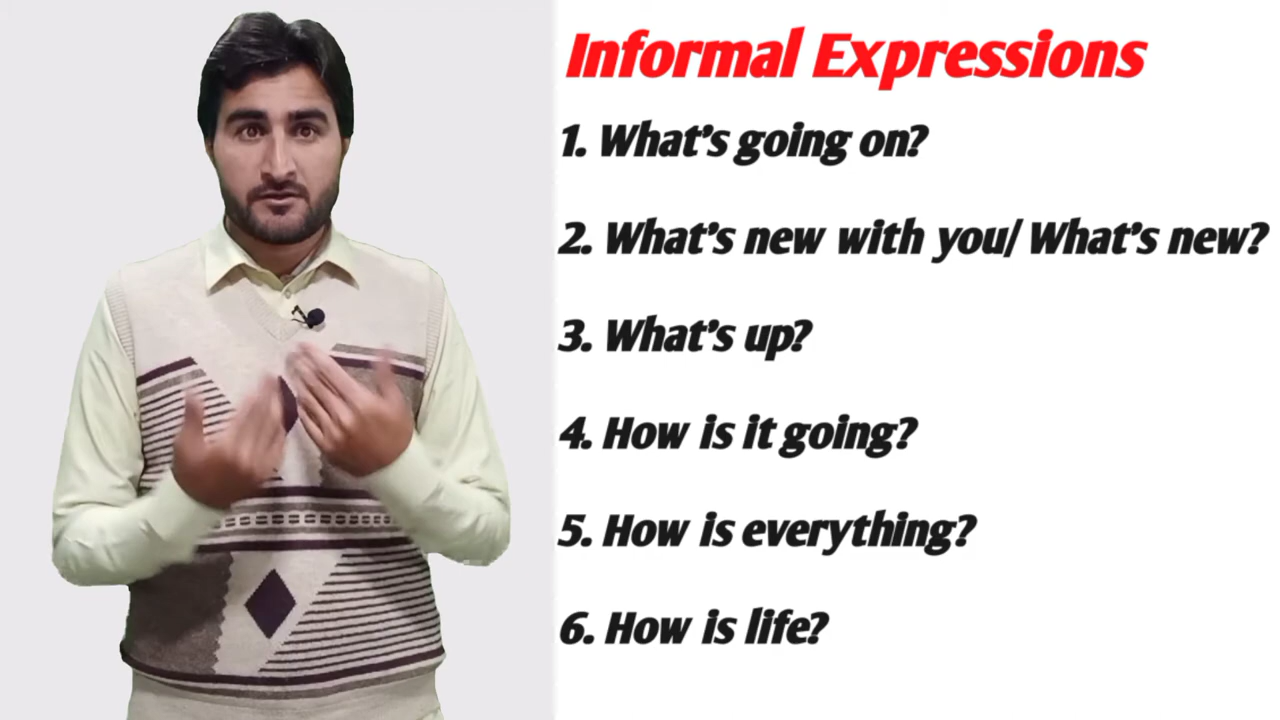 Informal Expressions
1. What's going on?
2. What's new with you/ What's new?
3. What's up?
4. How is it going?
5. How is everything?
6. How is life?